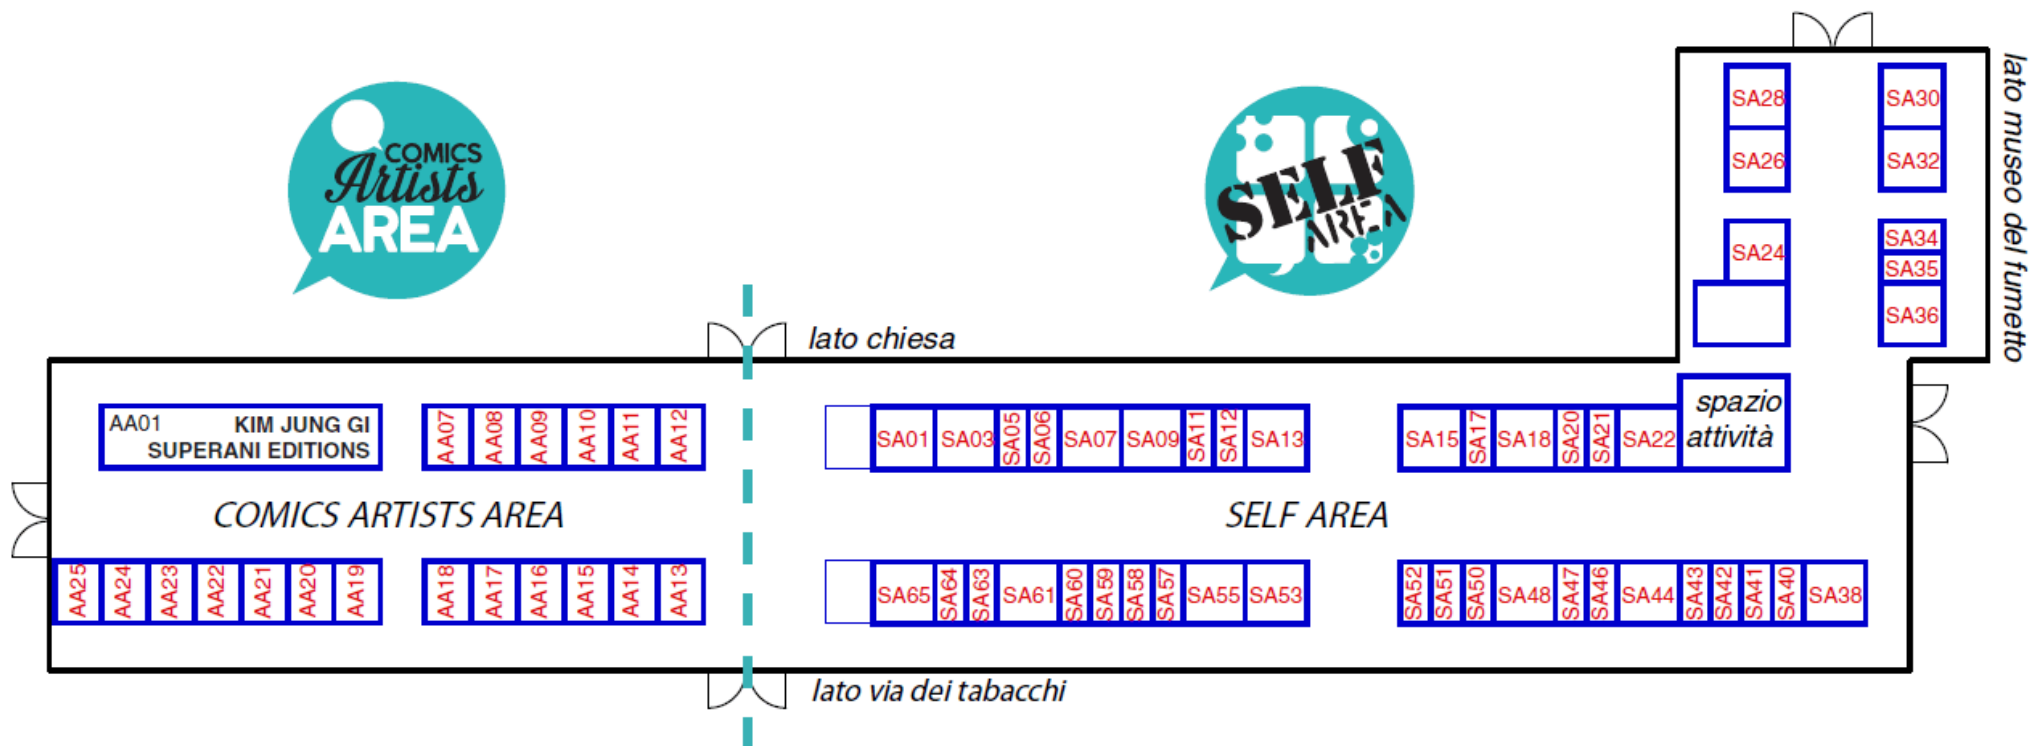 COMICS
Artists
AREA
SELF
AREA
lato museo del fumetto
SA28
SA30
SA26
SA32
SA24
SA34
SA35
SA36
lato chiesa
AA01 KIM JUNG GI
SUPERANI EDITIONS
AA07 AA08 AA09 AA10 AA11 AA12
SA01 SA03 SA05 SA06 SA07 SA09 SA11 SA12 SA13
SA15 SA17 SA18 SA20 SA21 SA22
spazio
attività
COMICS ARTISTS AREA
SELF AREA
AA25 AA24 AA23 AA22 AA21 AA20 AA19
AA18 AA17 AA16 AA15 AA14 AA13
SA65 SA64 SA63 SA61 SA60 SA59 SA58 SA57 SA55 SA53
SA52 SA51 SA50 SA48 SA47 SA46 SA44 SA43 SA42 SA41 SA40 SA38
lato via dei tabacchi